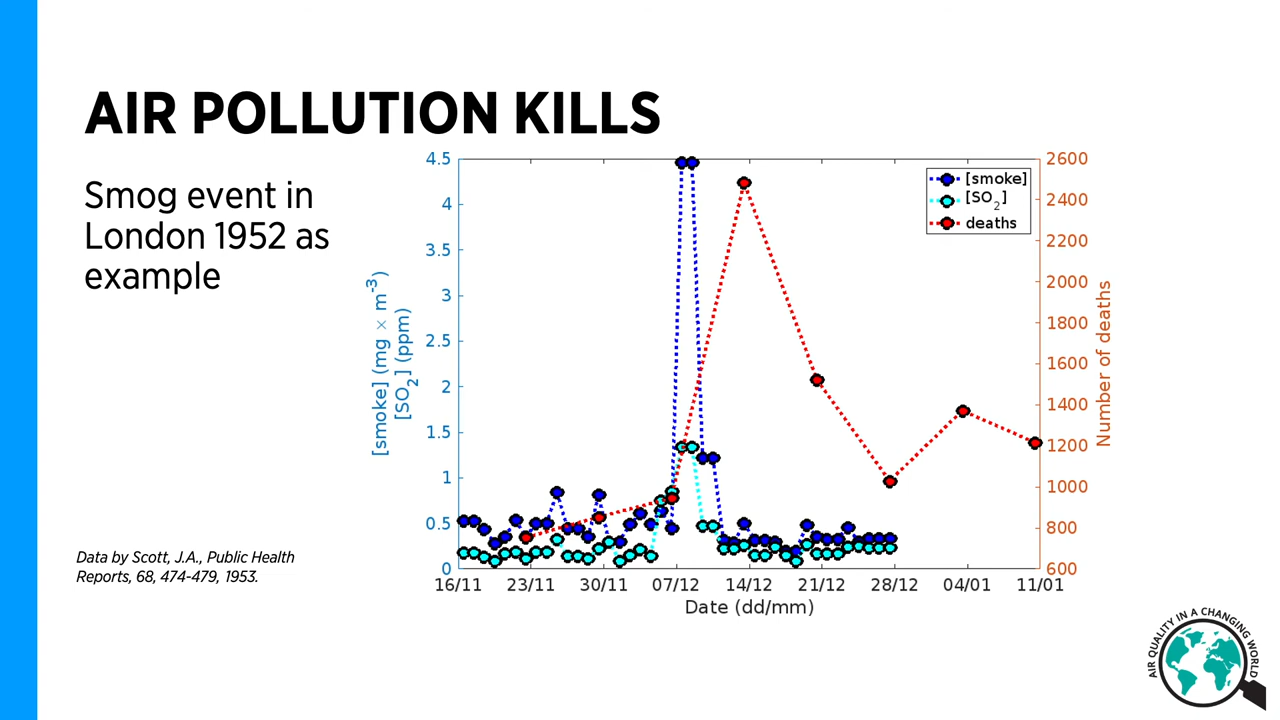 AIR POLLUTION KILLS
Smog event in
London 1952 as
example
Data by Scott, J.A., Public Health
Reports, 68, 474-479, 1953.
[smoke] (mg × m⁻³)
[SO₂] (ppm)
4.5
4
3.5
3
2.5
2
1.5
1
0.5
0
[smoke]
[SO₂]
deaths
2600
2400
2200
2000
1800
1600
1400
1200
1000
800
600
Number of deaths
16/11 23/11 30/11 07/12 14/12 21/12 28/12 04/01 11/01
Date (dd/mm)
AIR QUALITY IN A CHANGING WORLD